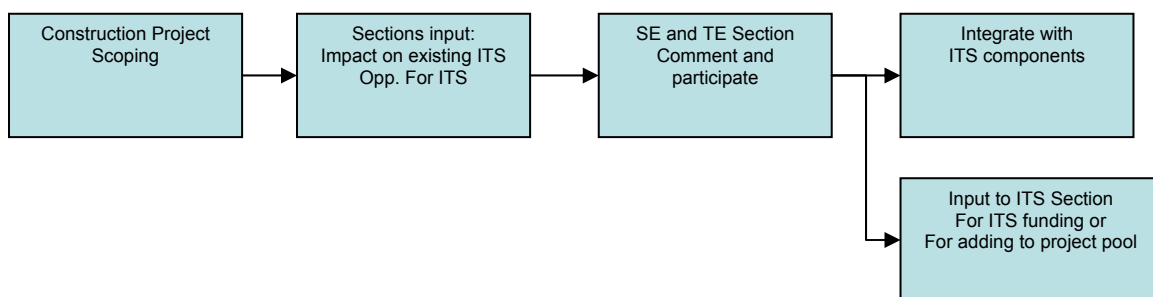 Construction Project
Scoping
Sections input:
Impact on existing ITS
Opp. For ITS
SE and TE Section
Comment and
participate
Integrate with
ITS components
Input to ITS Section
For ITS funding or
For adding to project pool